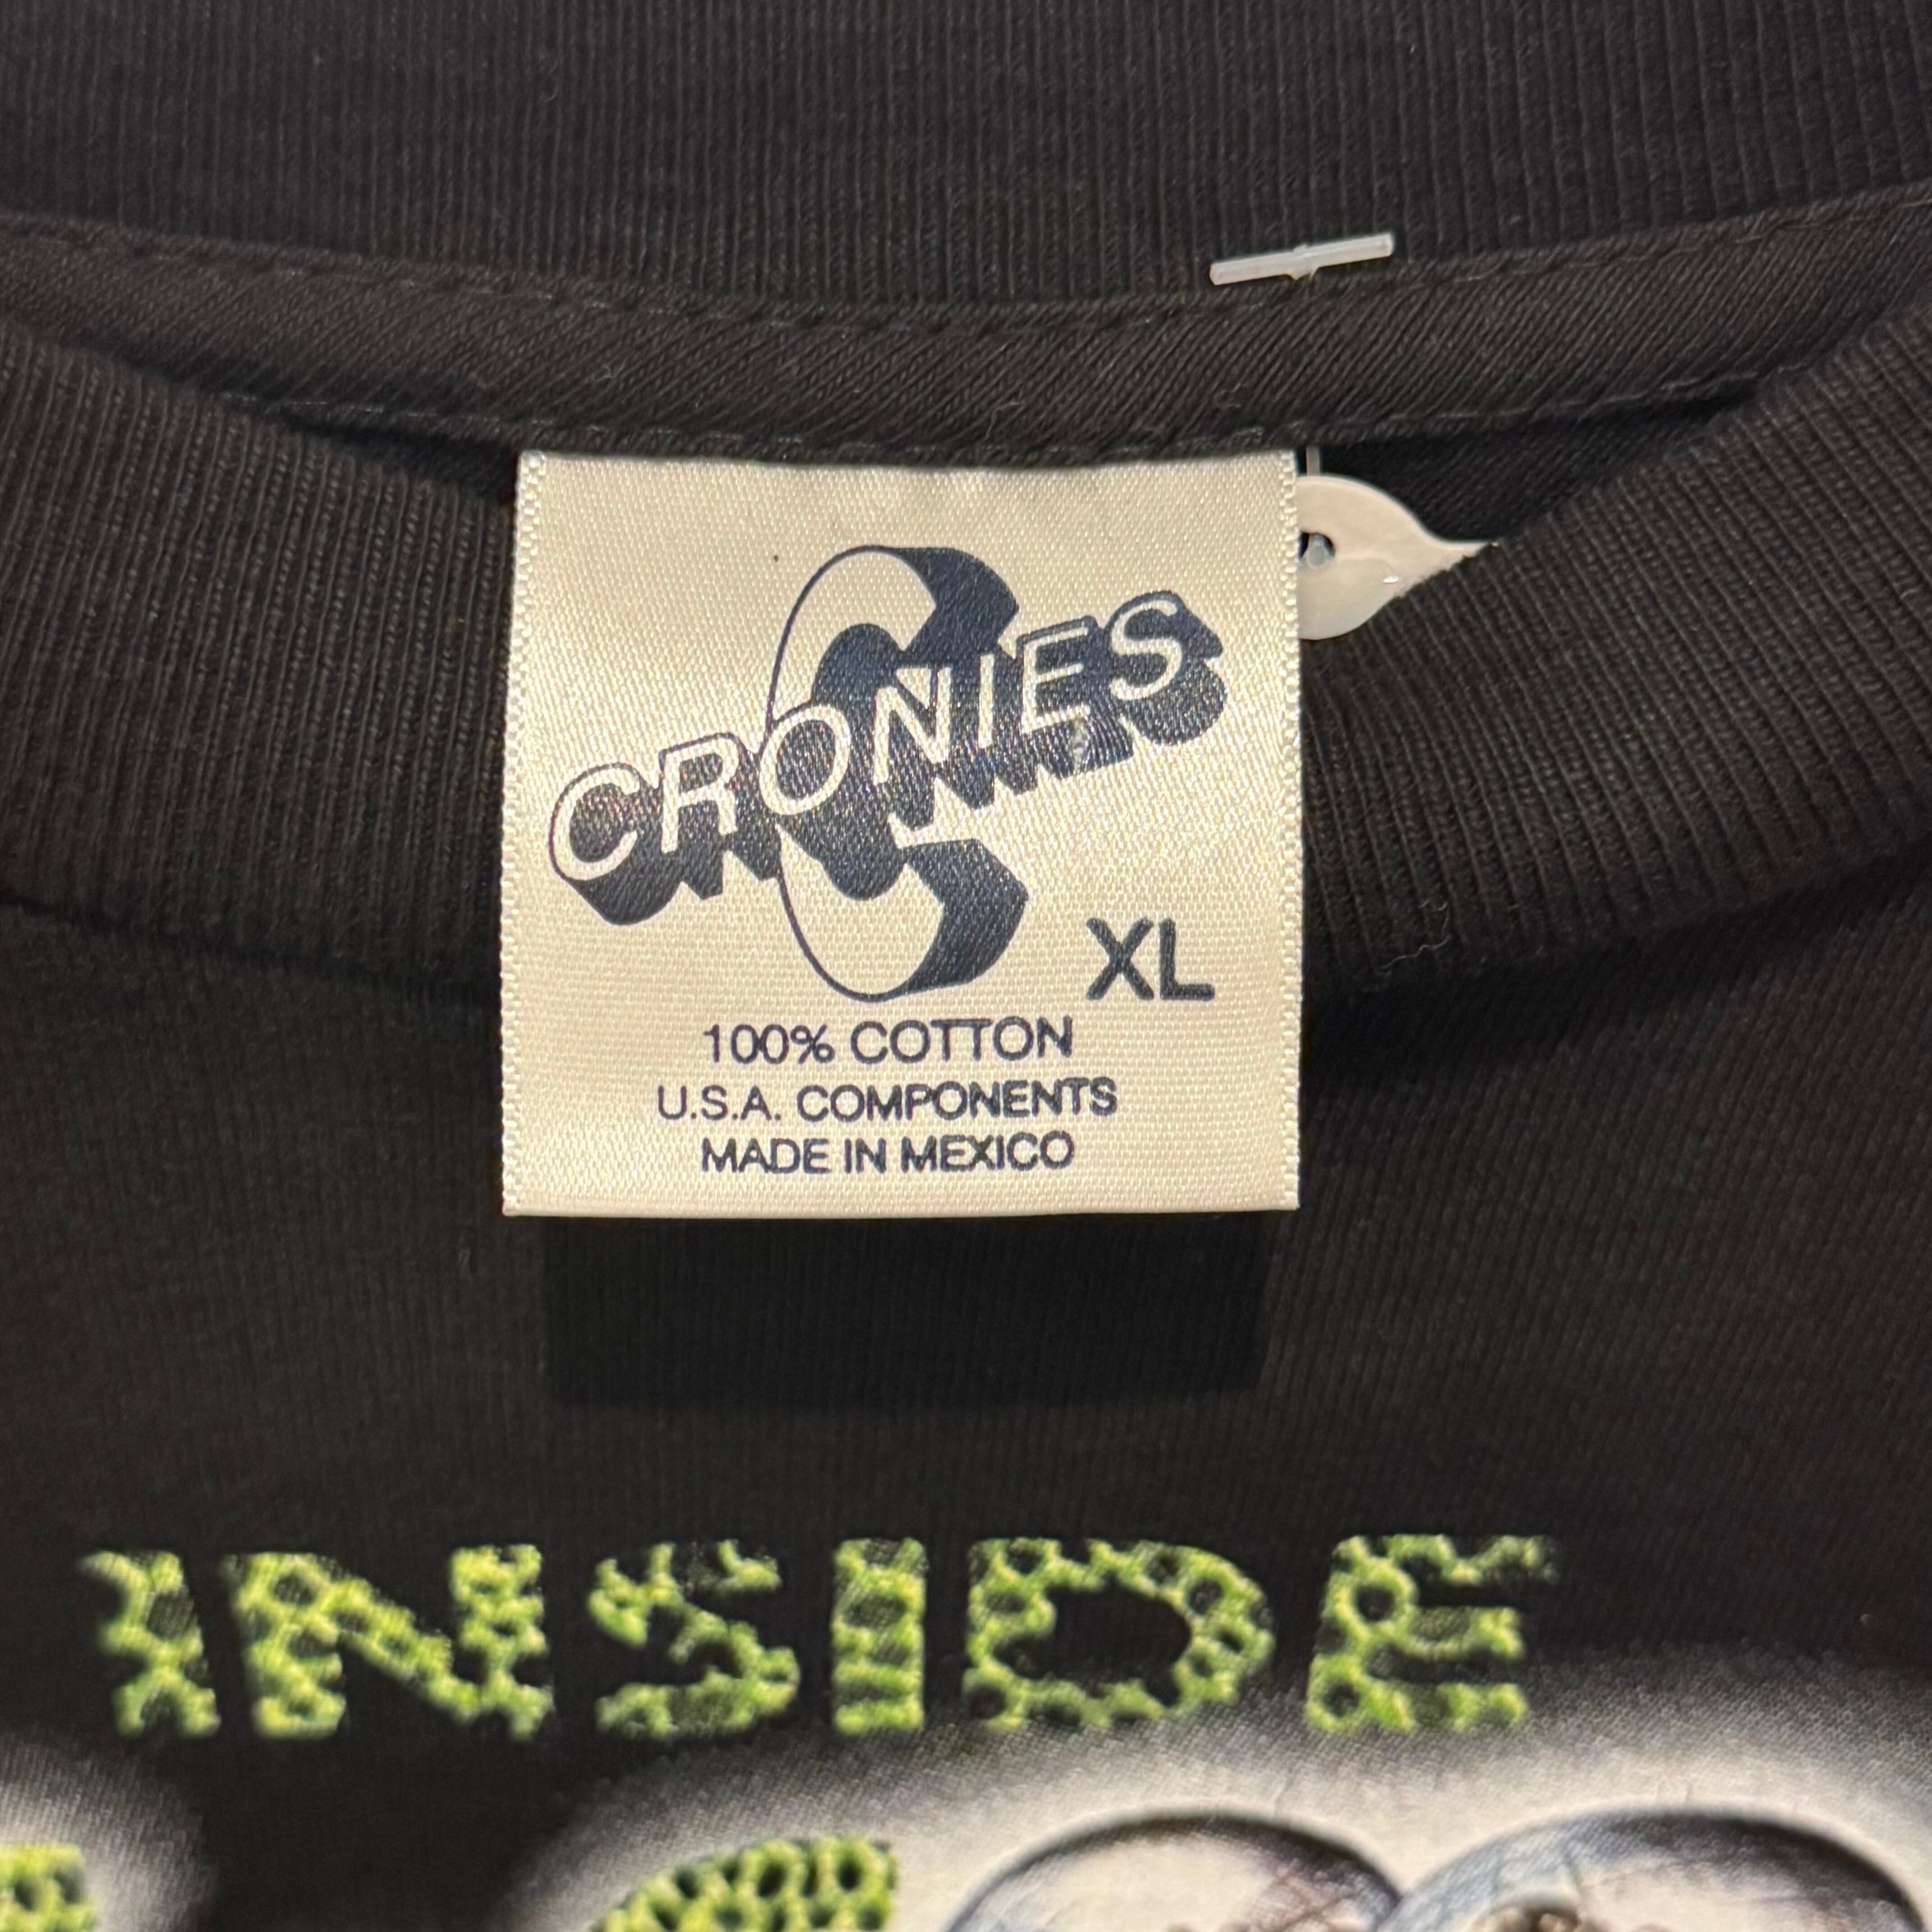 CRONIES
XL
100% COTTON
U.S.A. COMPONENTS
MADE IN MEXICO
INSIDE